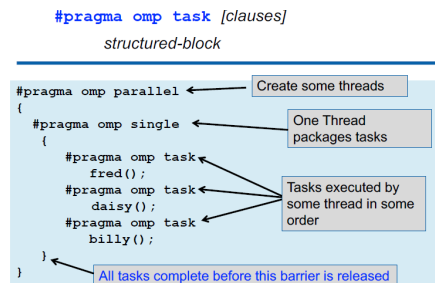 #pragma omp task [clauses]
structured-block
#pragma omp parallel
Create some threads
{
#pragma omp single
One Thread
packages tasks
{
#pragma omp task
fred();
#pragma omp task
daisy();
#pragma omp task
billy();
Tasks executed by
some thread in some
order
}
All tasks complete before this barrier is released
}